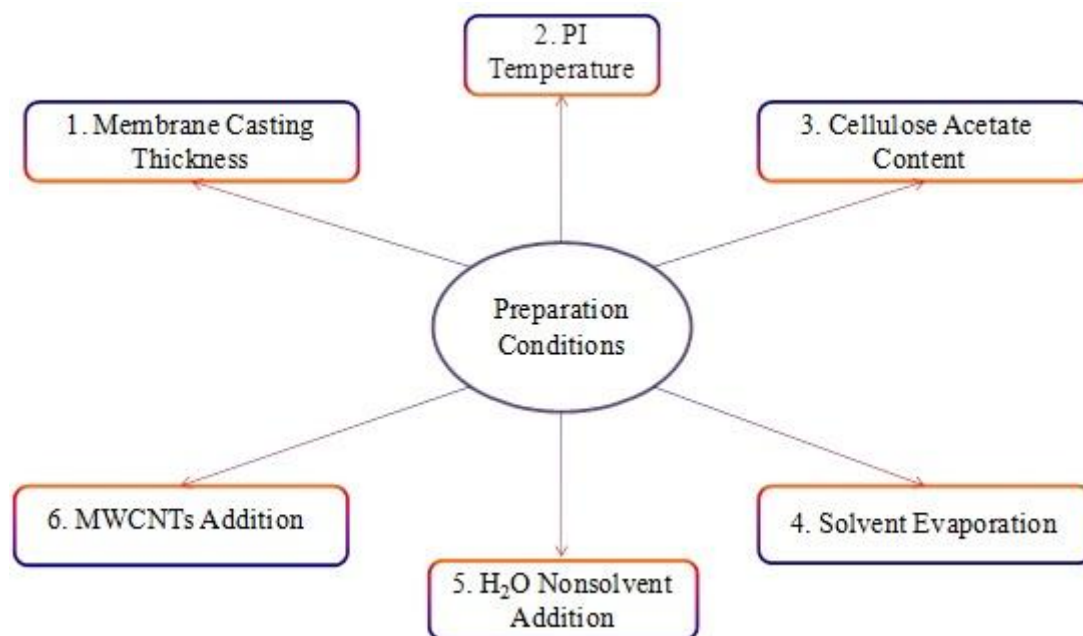 2. PI
Temperature
1. Membrane Casting
Thickness
3. Cellulose Acetate
Content
Preparation
Conditions
6. MWCNTs Addition
4. Solvent Evaporation
5. H₂O Nonsolvent
Addition